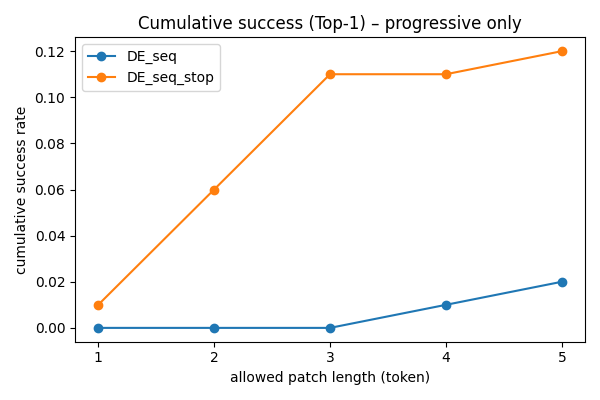 Cumulative success (Top-1) – progressive only
DE_seq
DE_seq_stop
cumulative success rate
0.12
0.10
0.08
0.06
0.04
0.02
0.00
1 2 3 4 5
allowed patch length (token)